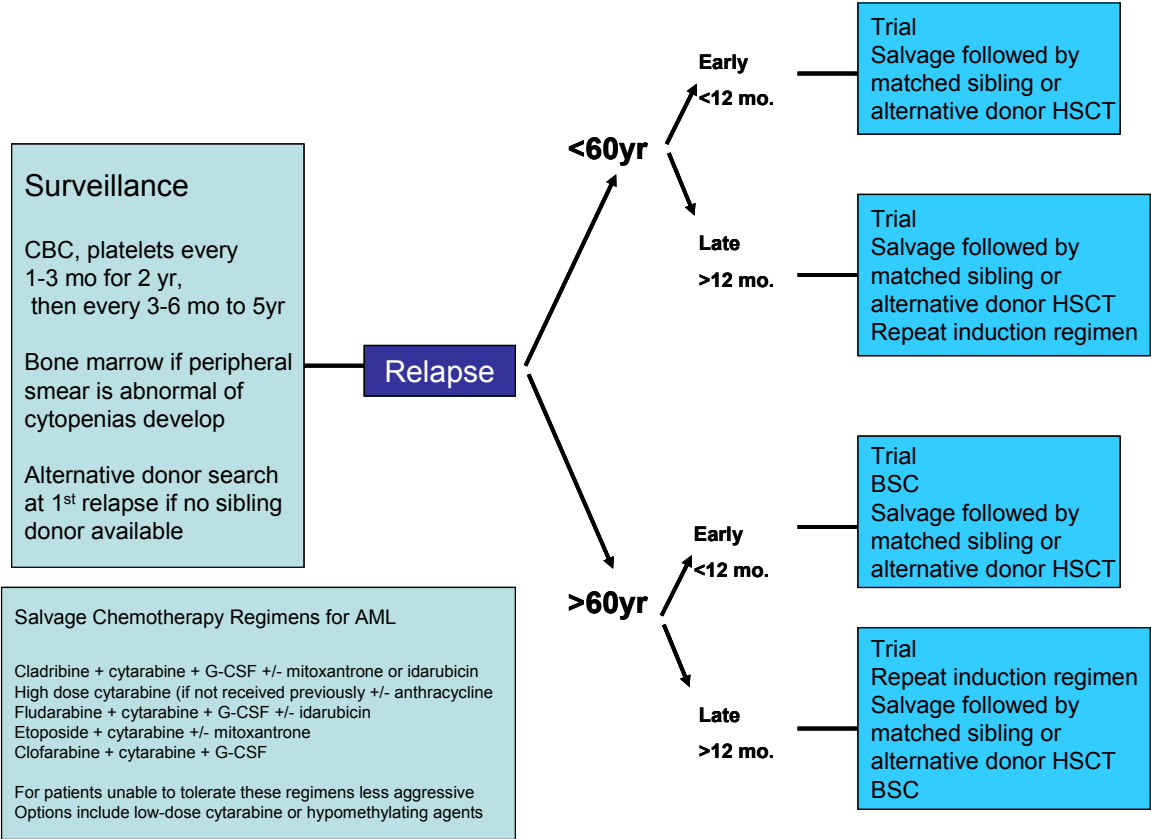 Surveillance
CBC, platelets every
1-3 mo for 2 yr,
then every 3-6 mo to 5yr
Bone marrow if peripheral
smear is abnormal of
cytopenias develop
Alternative donor search
at 1st relapse if no sibling
donor available
Salvage Chemotherapy Regimens for AML
Cladribine + cytarabine + G-CSF +/- mitoxantrone or idarubicin
High dose cytarabine (if not received previously +/- anthracycline
Fludarabine + cytarabine + G-CSF +/- idarubicin
Etoposide + cytarabine +/- mitoxantrone
Clofarabine + cytarabine + G-CSF
For patients unable to tolerate these regimens less aggressive
Options include low-dose cytarabine or hypomethylating agents
Relapse
<60yr
Early
<12 mo.
Trial
Salvage followed by
matched sibling or
alternative donor HSCT
Late
>12 mo.
Trial
Salvage followed by
matched sibling or
alternative donor HSCT
Repeat induction regimen
>60yr
Early
<12 mo.
Trial
BSC
Salvage followed by
matched sibling or
alternative donor HSCT
Late
>12 mo.
Trial
Repeat induction regimen
Salvage followed by
matched sibling or
alternative donor HSCT
BSC